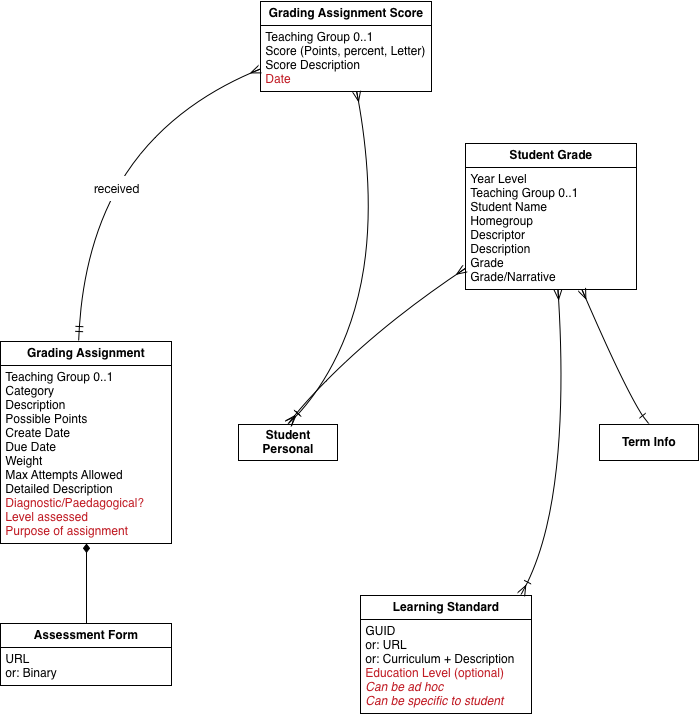 Grading Assignment Score
Teaching Group 0..1
Score (Points, percent, Letter)
Score Description
Date
Student Grade
Year Level
Teaching Group 0..1
Student Name
Homegroup
Descriptor
Description
Grade
Grade/Narrative
received
Grading Assignment
Teaching Group 0..1
Category
Description
Possible Points
Create Date
Due Date
Weight
Max Attempts Allowed
Detailed Description
Diagnostic/Paedagogical?
Level assessed
Purpose of assignment
Student
Personal
Term Info
Assessment Form
URL
or: Binary
Learning Standard
GUID
or: URL
or: Curriculum + Description
Education Level (optional)
Can be ad hoc
Can be specific to student